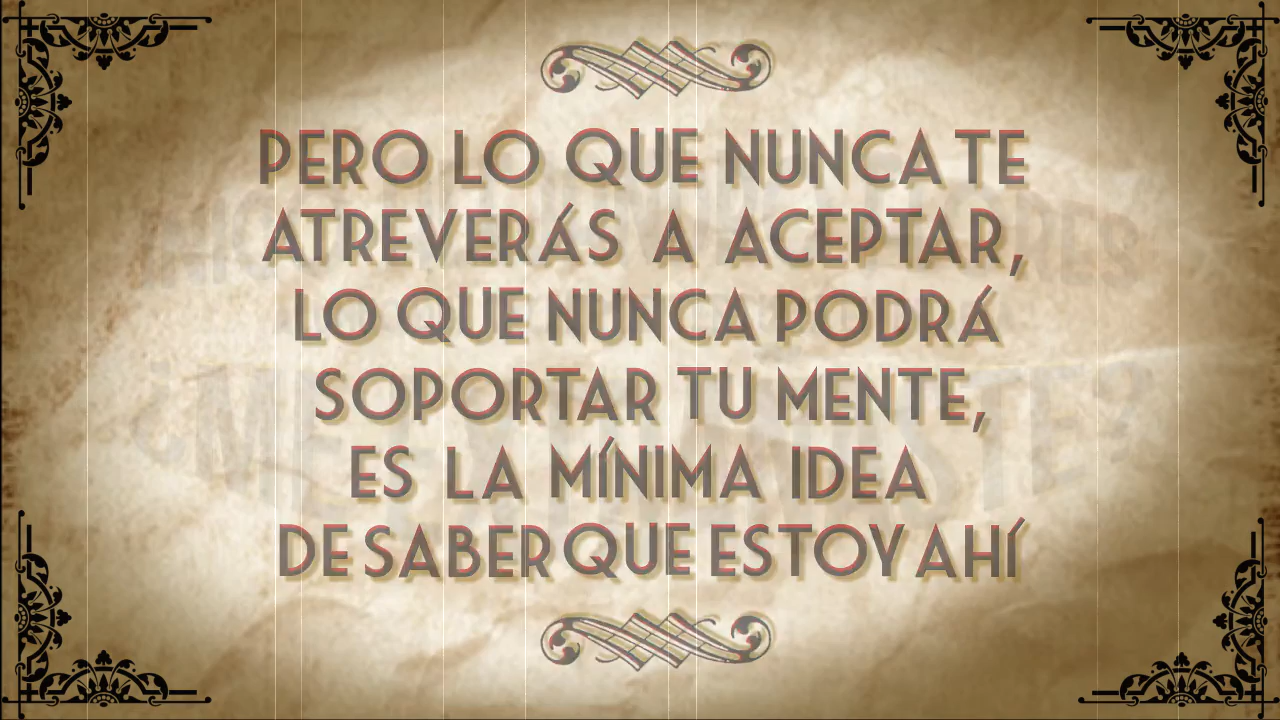 PERO LO QUE NUNCA TE
ATREVERÁS A ACEPTAR,
LO QUE NUNCA PODRÁ
SOPORTAR TU MENTE,
ES LA MÍNIMA IDEA
DE SABER QUE ESTOY AHÍ